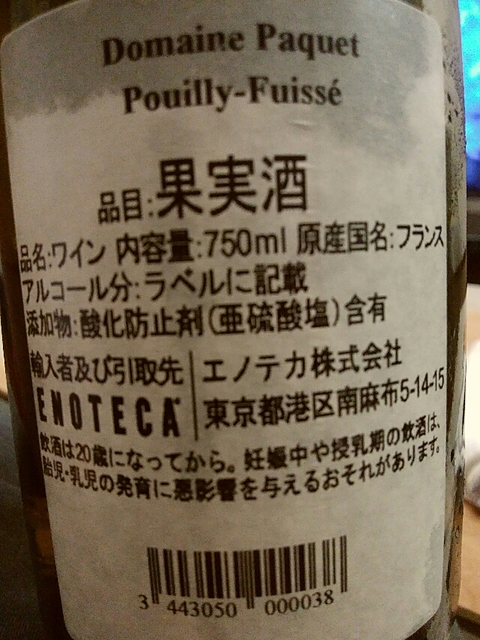 Domaine Paquet
Pouilly-Fuissé
品目:果実酒
品名:ワイン 内容量:750ml 原産国名:フランス
アルコール分:ラベルに記載
添加物:酸化防止剤(亜硫酸塩)含有
輸入者及び引取先 エノテカ株式会社
ENOTECA 東京都港区南麻布5-14-15
飲酒は20歳になってから。妊娠中や授乳期の飲酒は、
胎児・乳児の発育に悪影響を与えるおそれがあります。
3 443050 000038